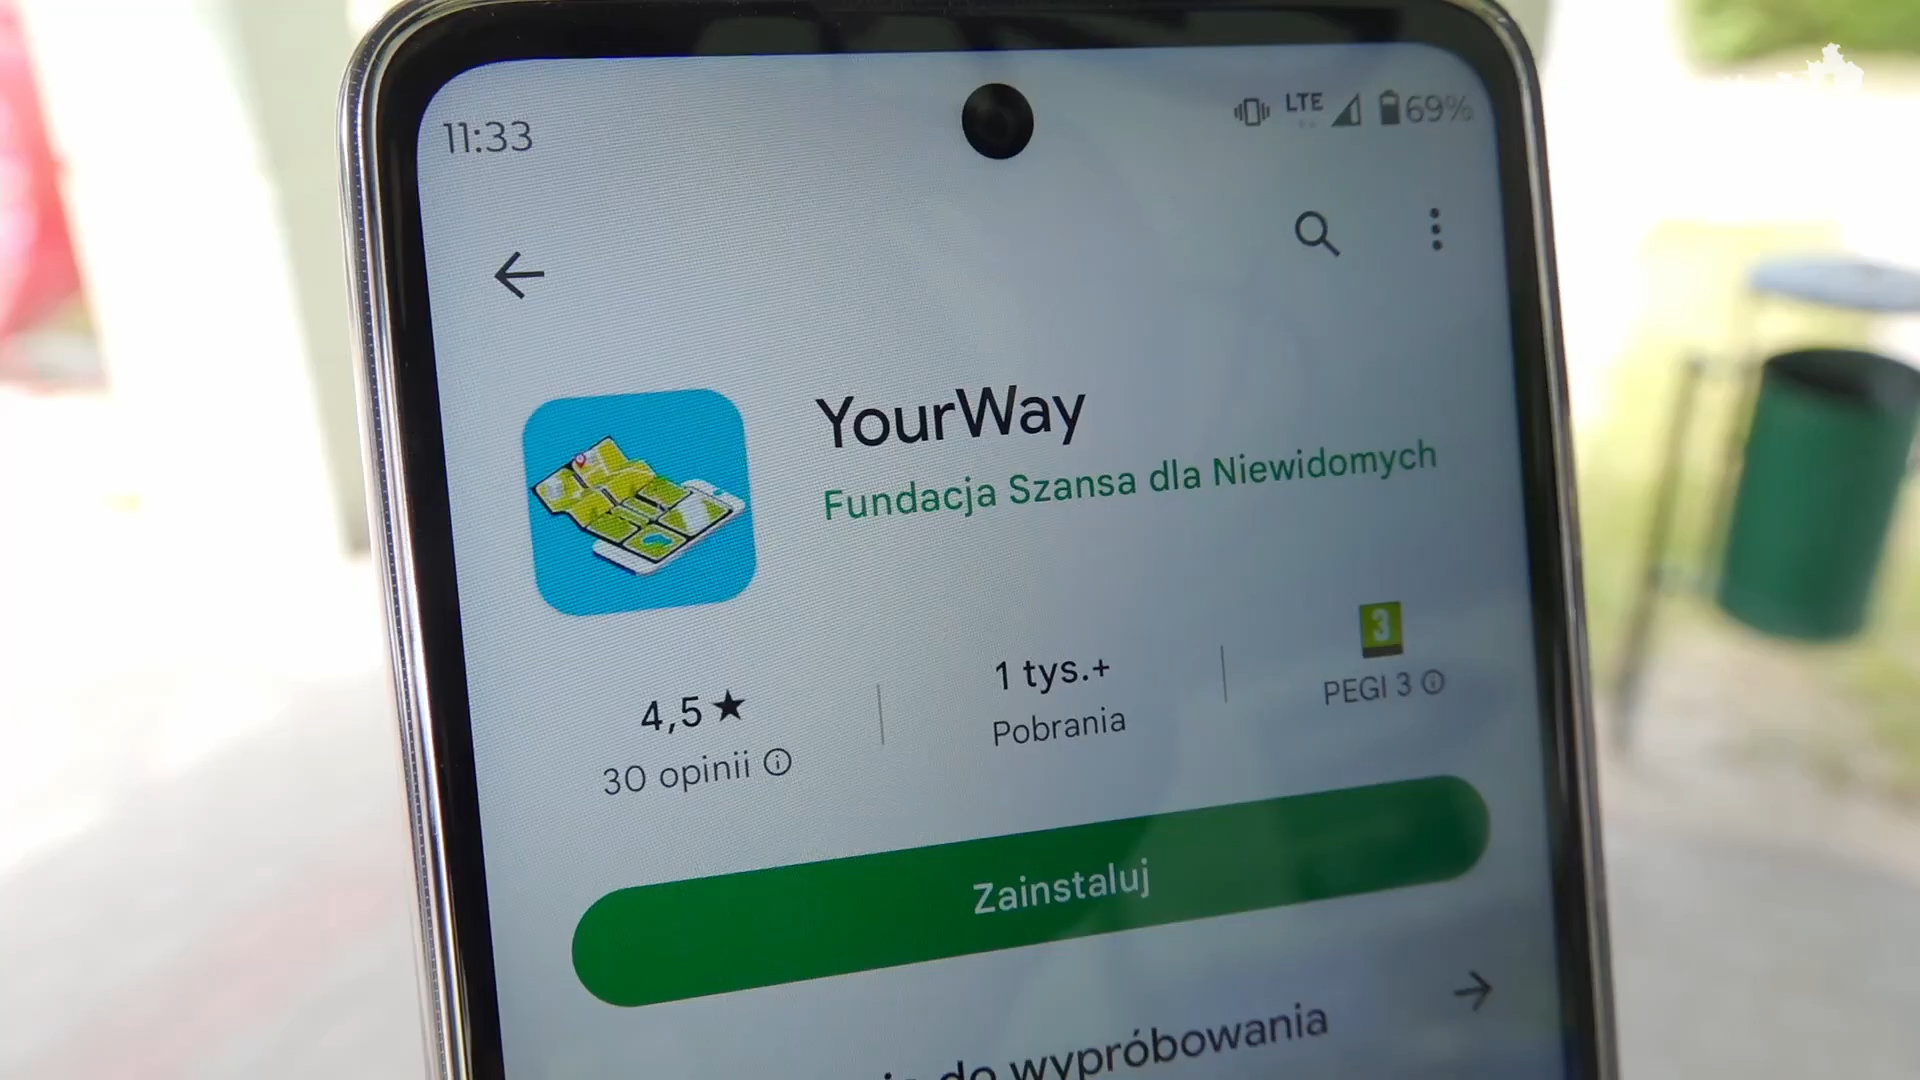 11:33
LTE
69%
YourWay
Fundacja Szansa dla Niewidomych
4,5 ★
30 opinii
1 tys.+
Pobrania
3
PEGI 3
Zainstaluj
do wypróbowania